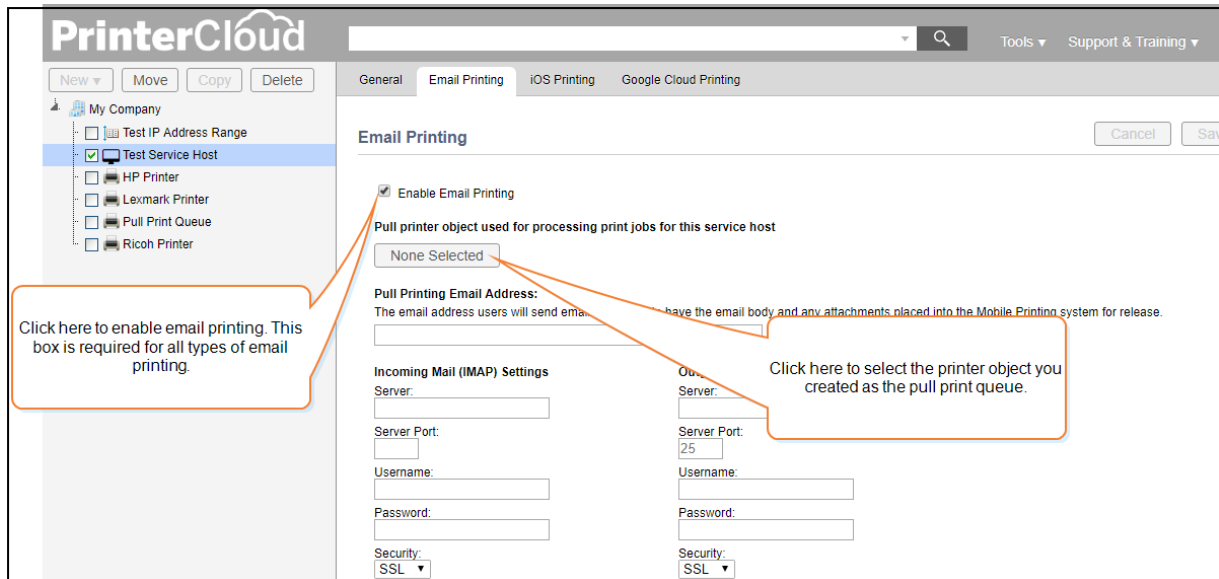 PrinterCloud
Tools ▾ Support & Training ▾
New ▾ Move Copy Delete
General Email Printing iOS Printing Google Cloud Printing
My Company
Test IP Address Range
Test Service Host
HP Printer
Lexmark Printer
Pull Print Queue
Ricoh Printer
Email Printing
Cancel
Enable Email Printing
Pull printer object used for processing print jobs for this service host
None Selected
Pull Printing Email Address:
The email address users will send have the email body and any attachments placed into the Mobile Printing system for release.
Click here to enable email printing. This
box is required for all types of email
printing.
Click here to select the printer object you
created as the pull print queue.
Incoming Mail (IMAP) Settings
Server: Server:
Server Port: Server Port:
25
Username: Username:
Password: Password:
Security: Security:
SSL ▾ SSL ▾